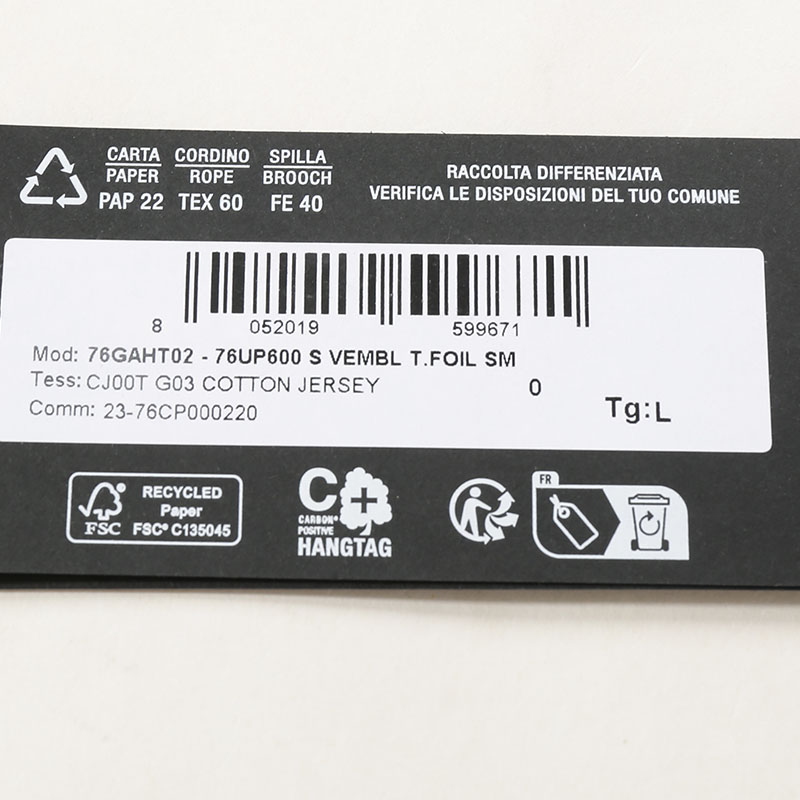 CARTA
PAPER
PAP 22
CORDINO
ROPE
TEX 60
SPILLA
BROOCH
FE 40
RACCOLTA DIFFERENZIATA
VERIFICA LE DISPOSIZIONI DEL TUO COMUNE
8 052019 599671
Mod: 76GAHT02 - 76UP600 S VEMBL T.FOIL SM
Tess: CJ00T G03 COTTON JERSEY 0
Comm: 23-76CP000220
Tg:L
FSC
RECYCLED
Paper
FSC® C135045
C+
CARBON®
POSITIVE
HANGTAG
FR